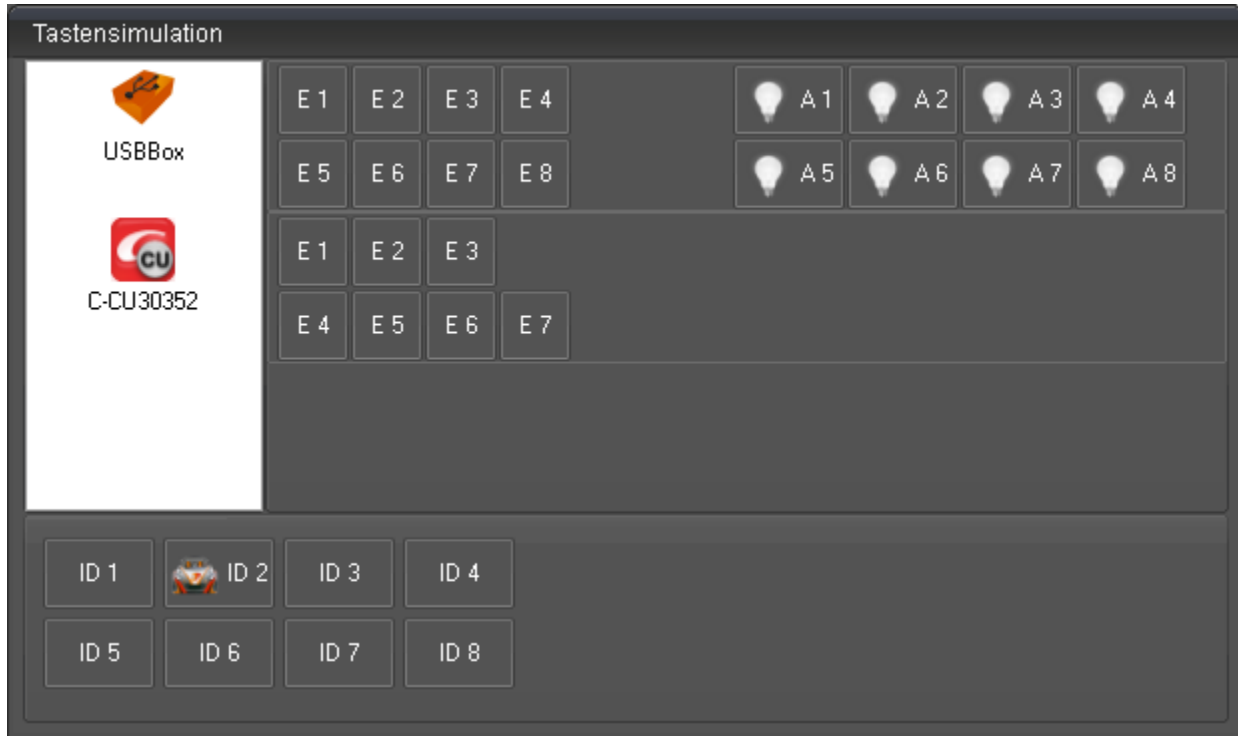 Tastensimulation
USBBox
E 1 E 2 E 3 E 4 A 1 A 2 A 3 A 4
E 5 E 6 E 7 E 8 A 5 A 6 A 7 A 8
CU
C-CU30352
E 1 E 2 E 3
E 4 E 5 E 6 E 7
ID 1 ID 2 ID 3 ID 4
ID 5 ID 6 ID 7 ID 8